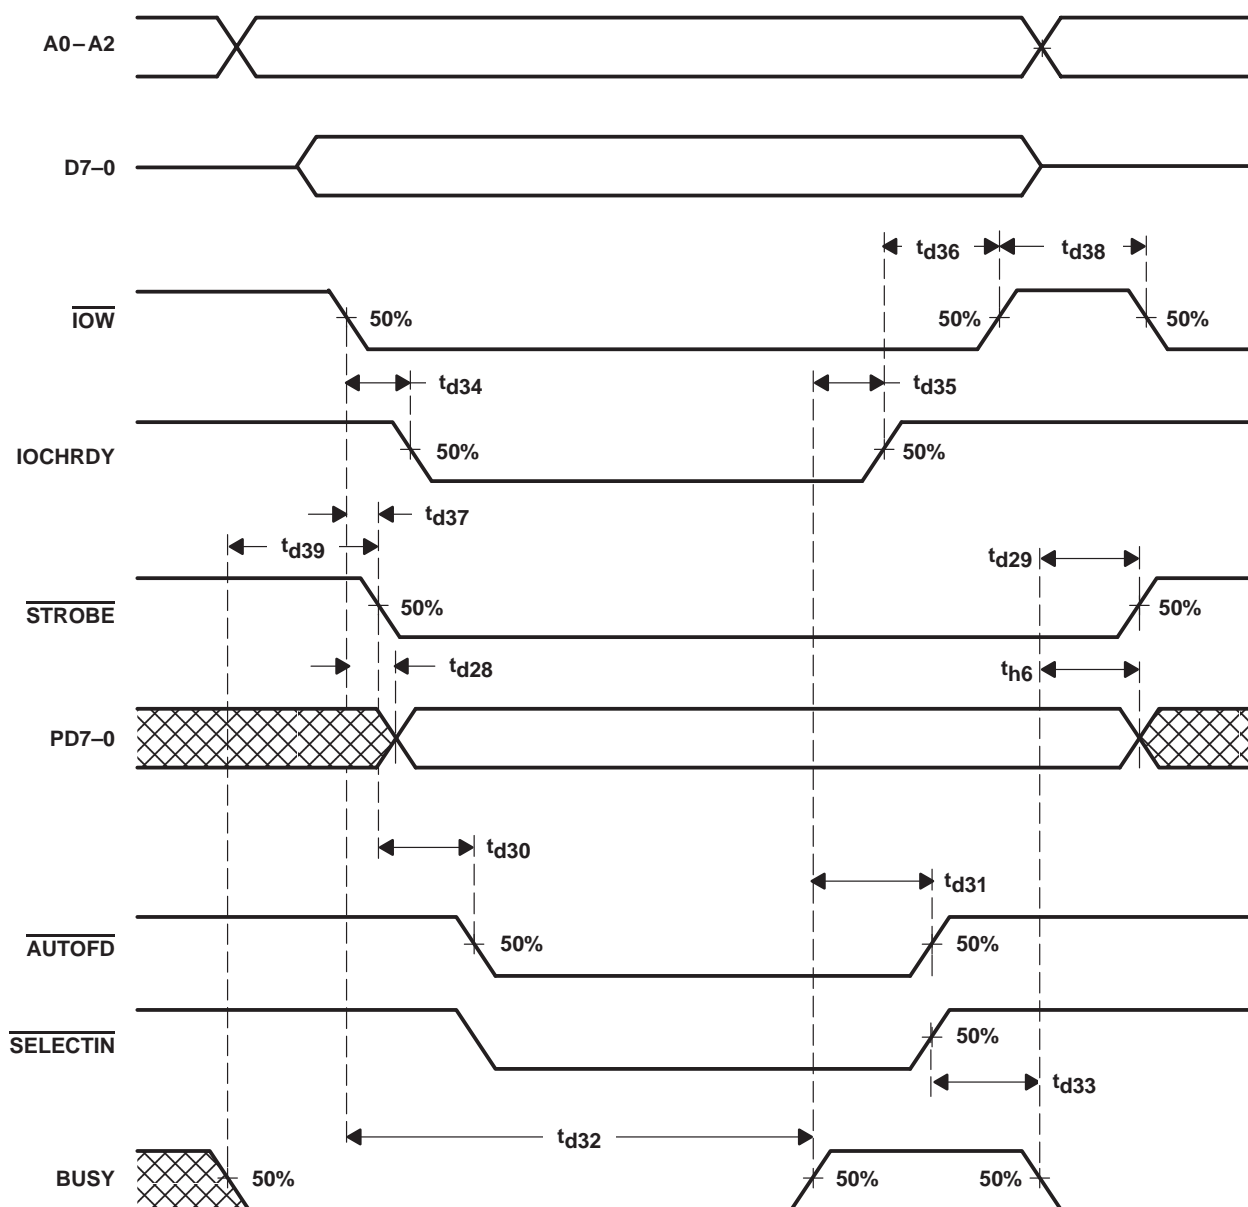 A0–A2
D7–0
td36
td38
IOW
50%
50%
50%
td34
td35
IOCHRDY
50%
50%
td37
td39
td29
STROBE
50%
50%
td28
th6
PD7–0
td30
td31
AUTOFD
50%
50%
SELECTIN
50%
td33
td32
BUSY
50%
50%
50%